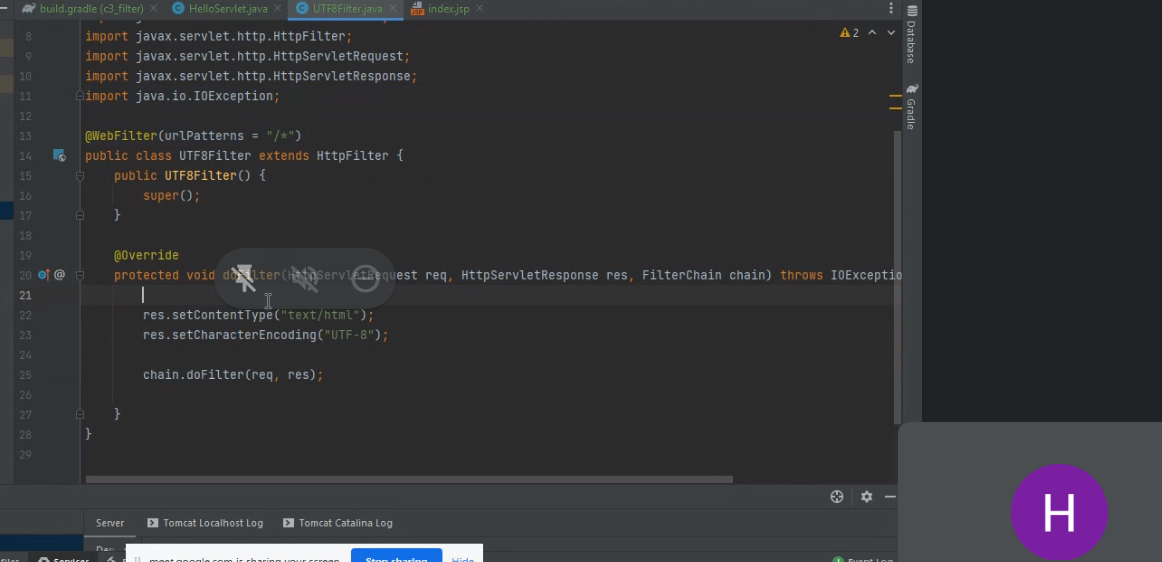 build.gradle (c3_filter)
HelloServlet.java
UTF8Filter.java
index.jsp
8 import javax.servlet.http.HttpFilter;
9 import javax.servlet.http.HttpServletRequest;
10 import javax.servlet.http.HttpServletResponse;
11 import java.io.IOException;
12
13 @WebFilter(urlPatterns = "/*")
14 public class UTF8Filter extends HttpFilter {
15 public UTF8Filter() {
16 super();
17 }
18
19 @Override
20 protected void doFilter(HttpServletRequest req, HttpServletResponse res, FilterChain chain) throws IOExceptio
21
22 res.setContentType("text/html");
23 res.setCharacterEncoding("UTF-8");
24
25 chain.doFilter(req, res);
26
27 }
28 }
29
2
Database
Gradle
H
Server
Tomcat Localhost Log
Tomcat Catalina Log
meet.google.com is sharing your screen.
Stop sharing
Hide
Services
Event Log